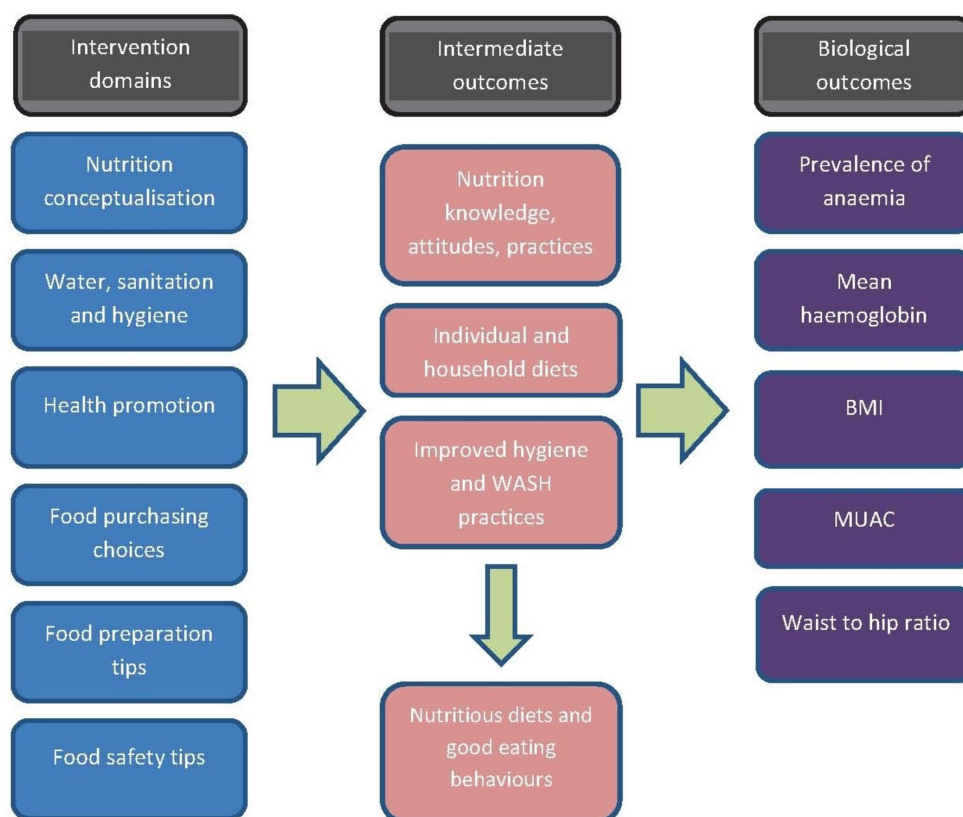 Intervention
domains
Nutrition
conceptualisation
Water, sanitation
and hygiene
Health promotion
Food purchasing
choices
Food preparation
tips
Food safety tips
Intermediate
outcomes
Nutrition
knowledge,
attitudes, practices
Individual and
household diets
Improved hygiene
and WASH
practices
Nutritious diets and
good eating
behaviours
Biological
outcomes
Prevalence of
anaemia
Mean
haemoglobin
BMI
MUAC
Waist to hip ratio